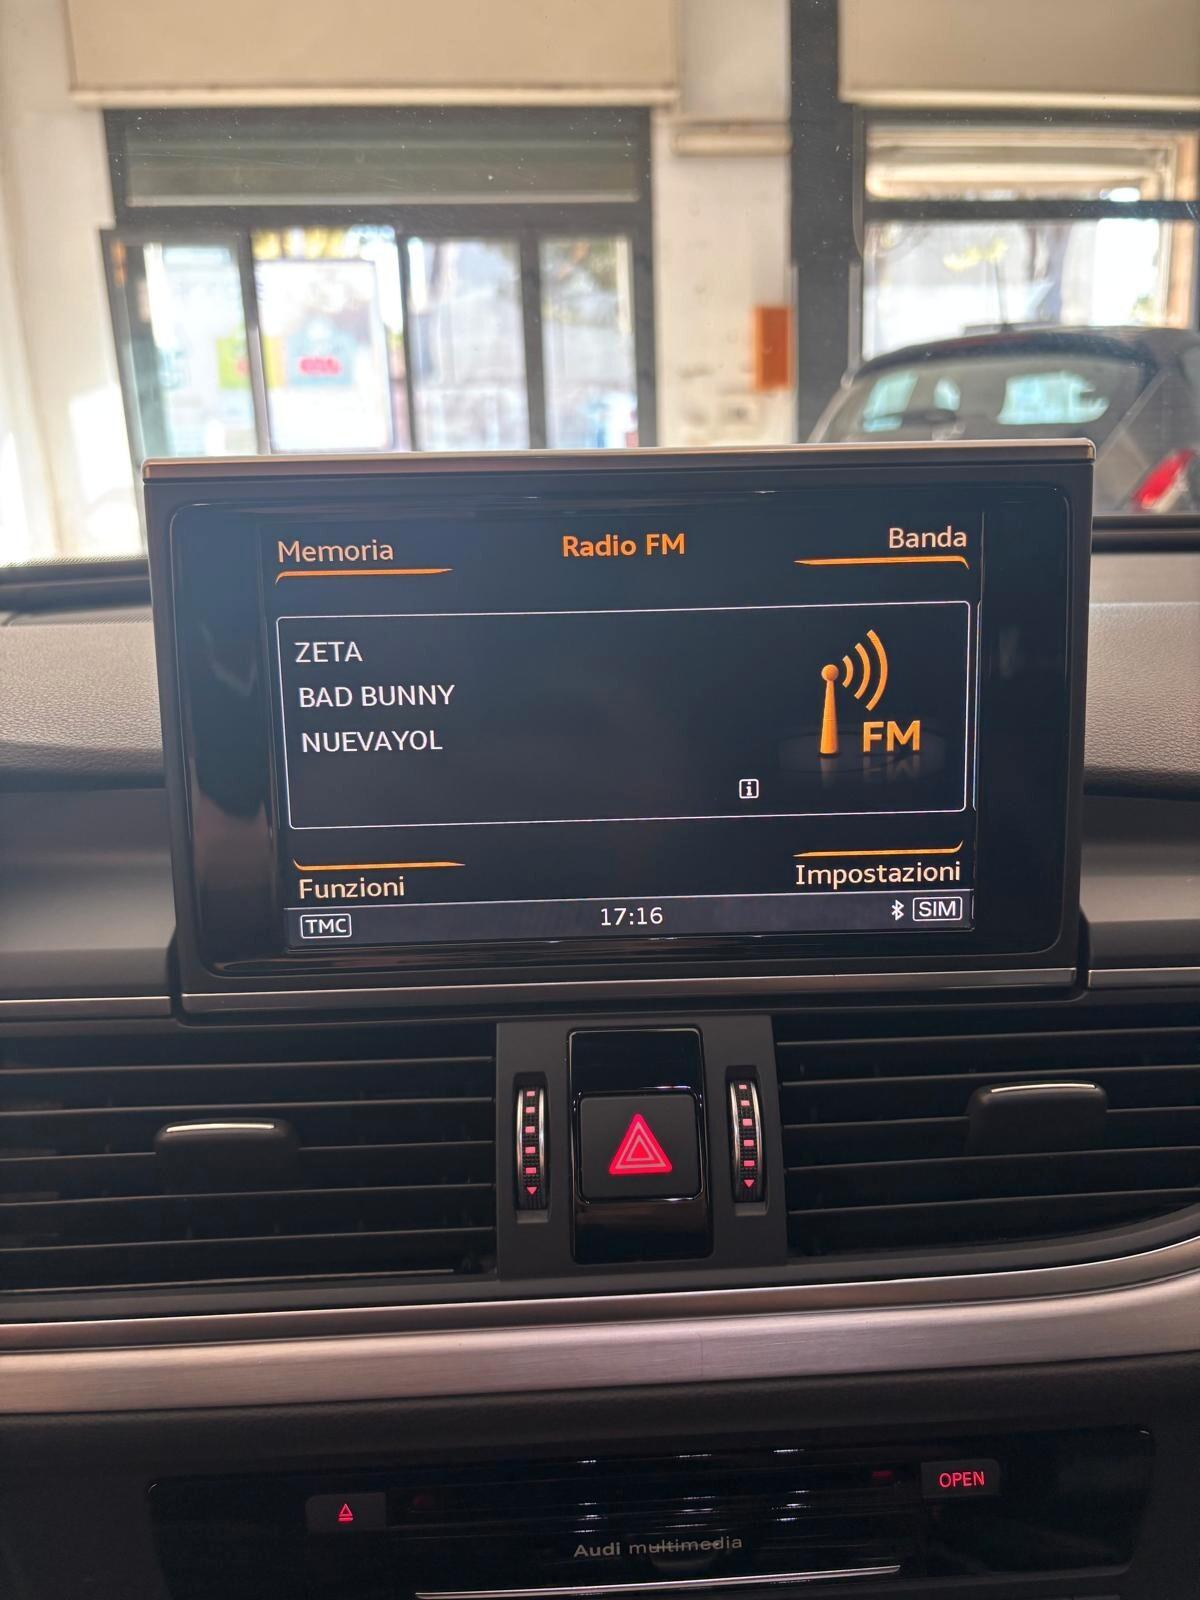 Memoria
Radio FM
Banda
ZETA
BAD BUNNY
NUEVAYOL
FM
i
Funzioni
Impostazioni
TMC
17:16
SIM
OPEN
Audi multimedia